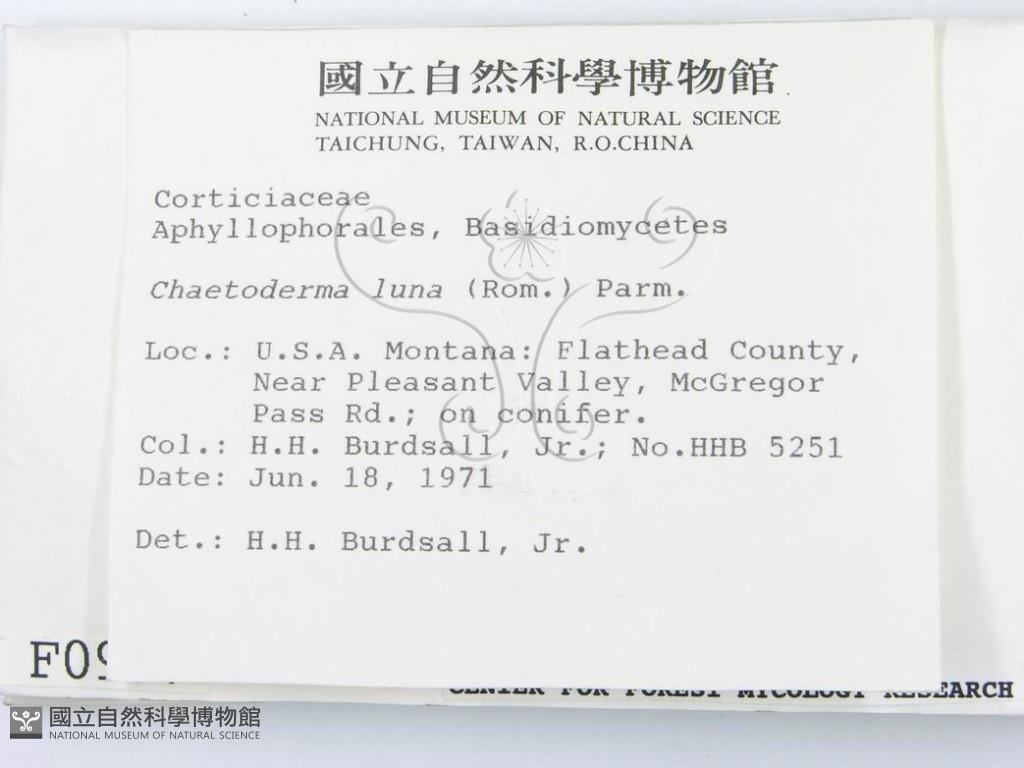 國立自然科學博物館
NATIONAL MUSEUM OF NATURAL SCIENCE
TAICHUNG, TAIWAN, R.O.CHINA
Corticiaceae
Aphyllophorales, Basidiomycetes
Chaetoderma luna (Rom.) Parm.
Loc.: U.S.A. Montana: Flathead County,
Near Pleasant Valley, McGregor
Pass Rd.; on conifer.
Col.: H.H. Burdsall, Jr.; No.HHB 5251
Date: Jun. 18, 1971
Det.: H.H. Burdsall, Jr.
CENTER FOR FOREST MYCOLOGY RESEARCH
國立自然科學博物館
NATIONAL MUSEUM OF NATURAL SCIENCE